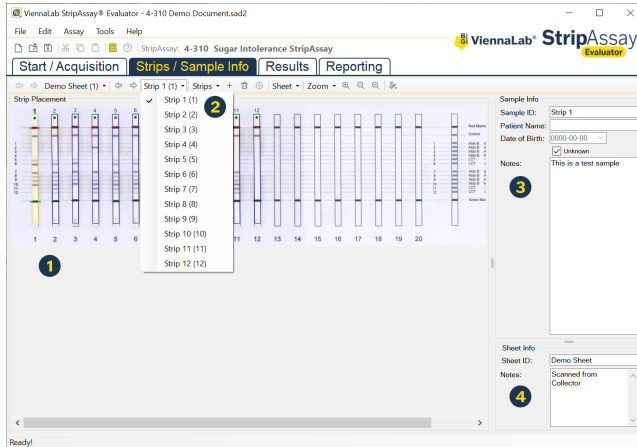 ViennaLab StripAssay® Evaluator - 4-310 Demo Document.sad2
File Edit Assay Tools Help
StripAssay: 4-310 Sugar Intolerance StripAssay
ViennaLab® StripAssay
Evaluator
Start / Acquisition Strips / Sample Info Results Reporting
Demo Sheet (1) Strip 1 (1) Strips Sheet Zoom
Strip Placement
Strip 1 (1)
Strip 2 (2)
Strip 3 (3)
Strip 4 (4)
Strip 5 (5)
Strip 6 (6)
Strip 7 (7)
Strip 8 (8)
Strip 9 (9)
Strip 10 (10)
Strip 11 (11)
Strip 12 (12)
2
1 2 3 4 5 6 11 12 13 14 15 16 17 18 19 20
1
Sample Info
Sample ID: Strip 1
Patient Name:
Date of Birth: 0000-00-00
Unknown
Notes: This is a test sample
3
Sheet Info
Sheet ID: Demo Sheet
Notes: Scanned from
Collector
4
Ready!